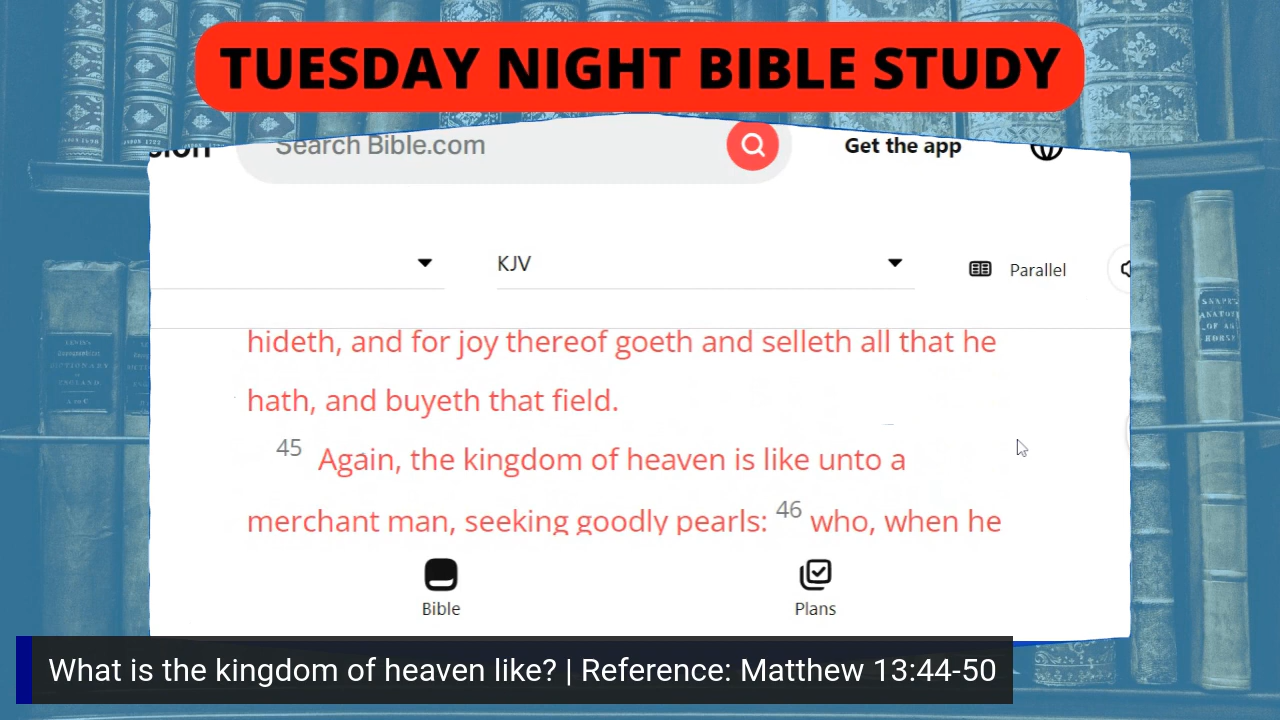 TUESDAY NIGHT BIBLE STUDY
Search Bible.com
Get the app
KJV
Parallel
hideth, and for joy thereof goeth and selleth all that he
hath, and buyeth that field.
45 Again, the kingdom of heaven is like unto a
merchant man, seeking goodly pearls: 46 who, when he
Bible
Plans
What is the kingdom of heaven like? | Reference: Matthew 13:44-50